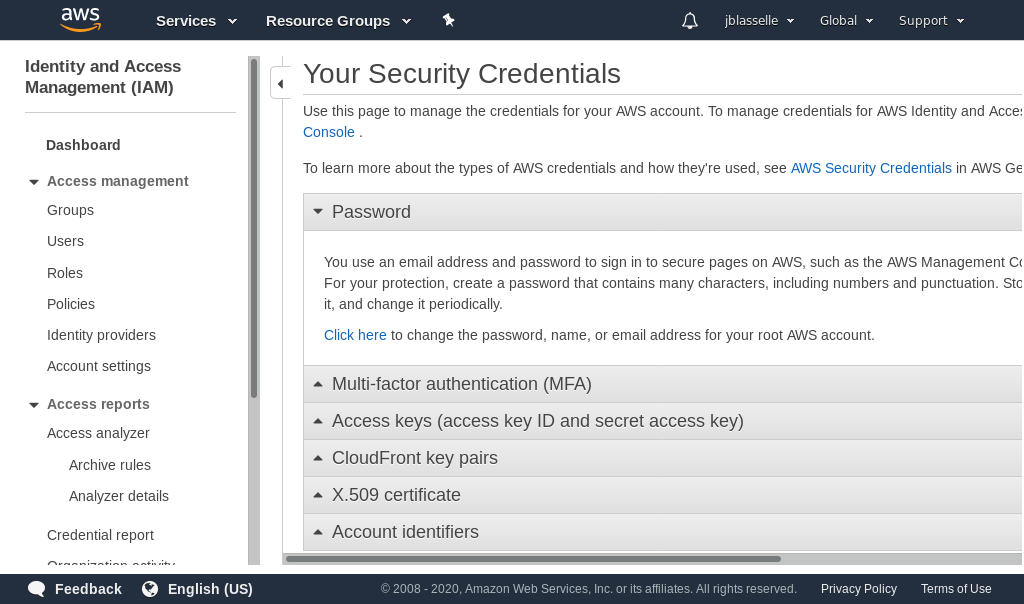 aws Services Resource Groups jblasselle Global Support
Identity and Access
Management (IAM)
Dashboard
Access management
Groups
Users
Roles
Policies
Identity providers
Account settings
Access reports
Access analyzer
Archive rules
Analyzer details
Credential report
Organization activity
Your Security Credentials
Use this page to manage the credentials for your AWS account. To manage credentials for AWS Identity and Acces
Console .
To learn more about the types of AWS credentials and how they're used, see AWS Security Credentials in AWS Ge
Password
You use an email address and password to sign in to secure pages on AWS, such as the AWS Management Co
For your protection, create a password that contains many characters, including numbers and punctuation. Sto
it, and change it periodically.
Click here to change the password, name, or email address for your root AWS account.
Multi-factor authentication (MFA)
Access keys (access key ID and secret access key)
CloudFront key pairs
X.509 certificate
Account identifiers
Feedback English (US) © 2008 - 2020, Amazon Web Services, Inc. or its affiliates. All rights reserved. Privacy Policy Terms of Use